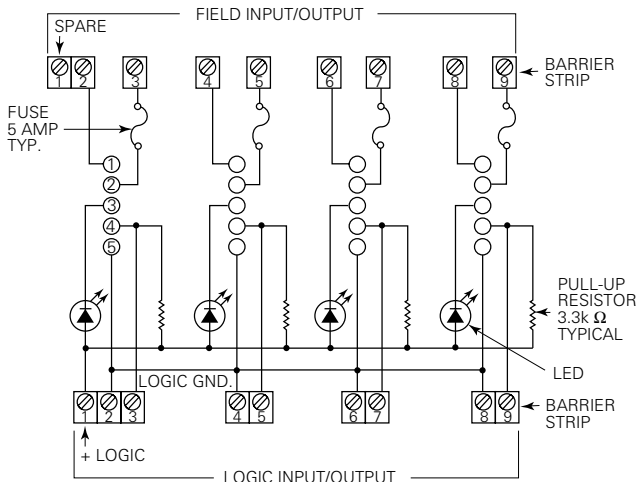 FIELD INPUT/OUTPUT
SPARE
1 2 3 4 5 6 7 8 9
BARRIER
STRIP
FUSE
5 AMP
TYP.
1
2
3
4
5
PULL-UP
RESISTOR
3.3k Ω
TYPICAL
LED
LOGIC GND.
1 2 3 4 5 6 7 8 9
BARRIER
STRIP
+ LOGIC
LOGIC INPUT/OUTPUT